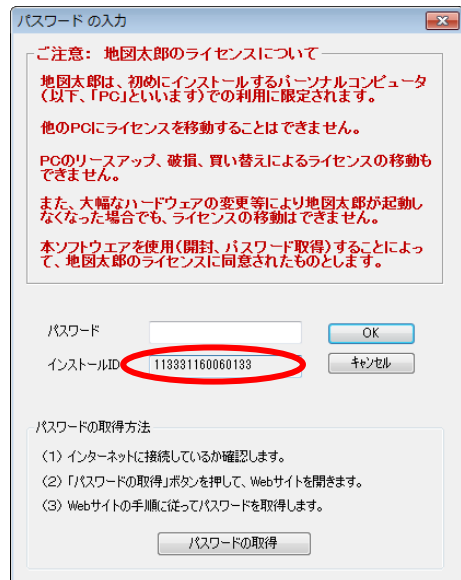 パスワード の入力
ご注意: 地図太郎のライセンスについて
地図太郎は、初めにインストールするパーソナルコンピュータ
(以下、「PC」といいます)での利用に限定されます。
他のPCにライセンスを移動することはできません。
PCのリースアップ、破損、買い替えによるライセンスの移動も
できません。
また、大幅なハードウェアの変更等により地図太郎が起動し
なくなった場合でも、ライセンスの移動はできません。
本ソフトウエアを使用(開封、パスワード取得)することによっ
て、地図太郎のライセンスに同意されたものとします。
パスワード
OK
インストールID
113331160060133
キャンセル
パスワードの取得方法
(1) インターネットに接続しているか確認します。
(2) 「パスワードの取得」ボタンを押して、Webサイトを開きます。
(3) Webサイトの手順に従ってパスワードを取得します。
パスワードの取得